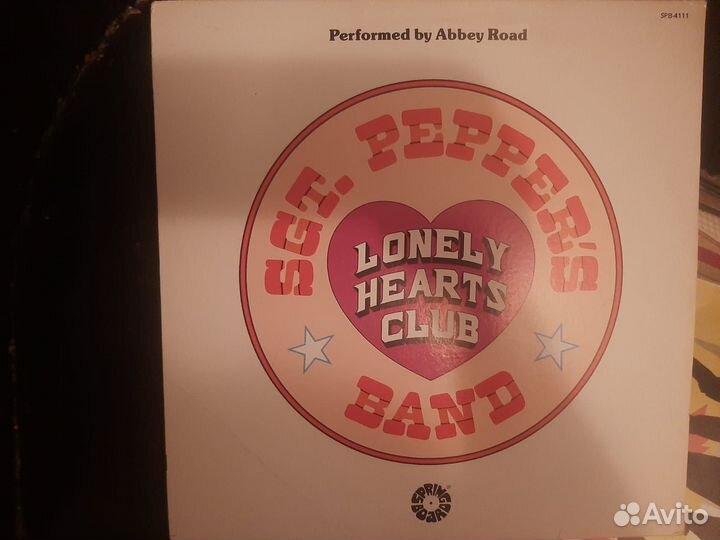 SPB-4111
Performed by Abbey Road
SGT. PEPPER'S
LONELY
HEARTS
CLUB
BAND
SPRINGBOARD
Avito